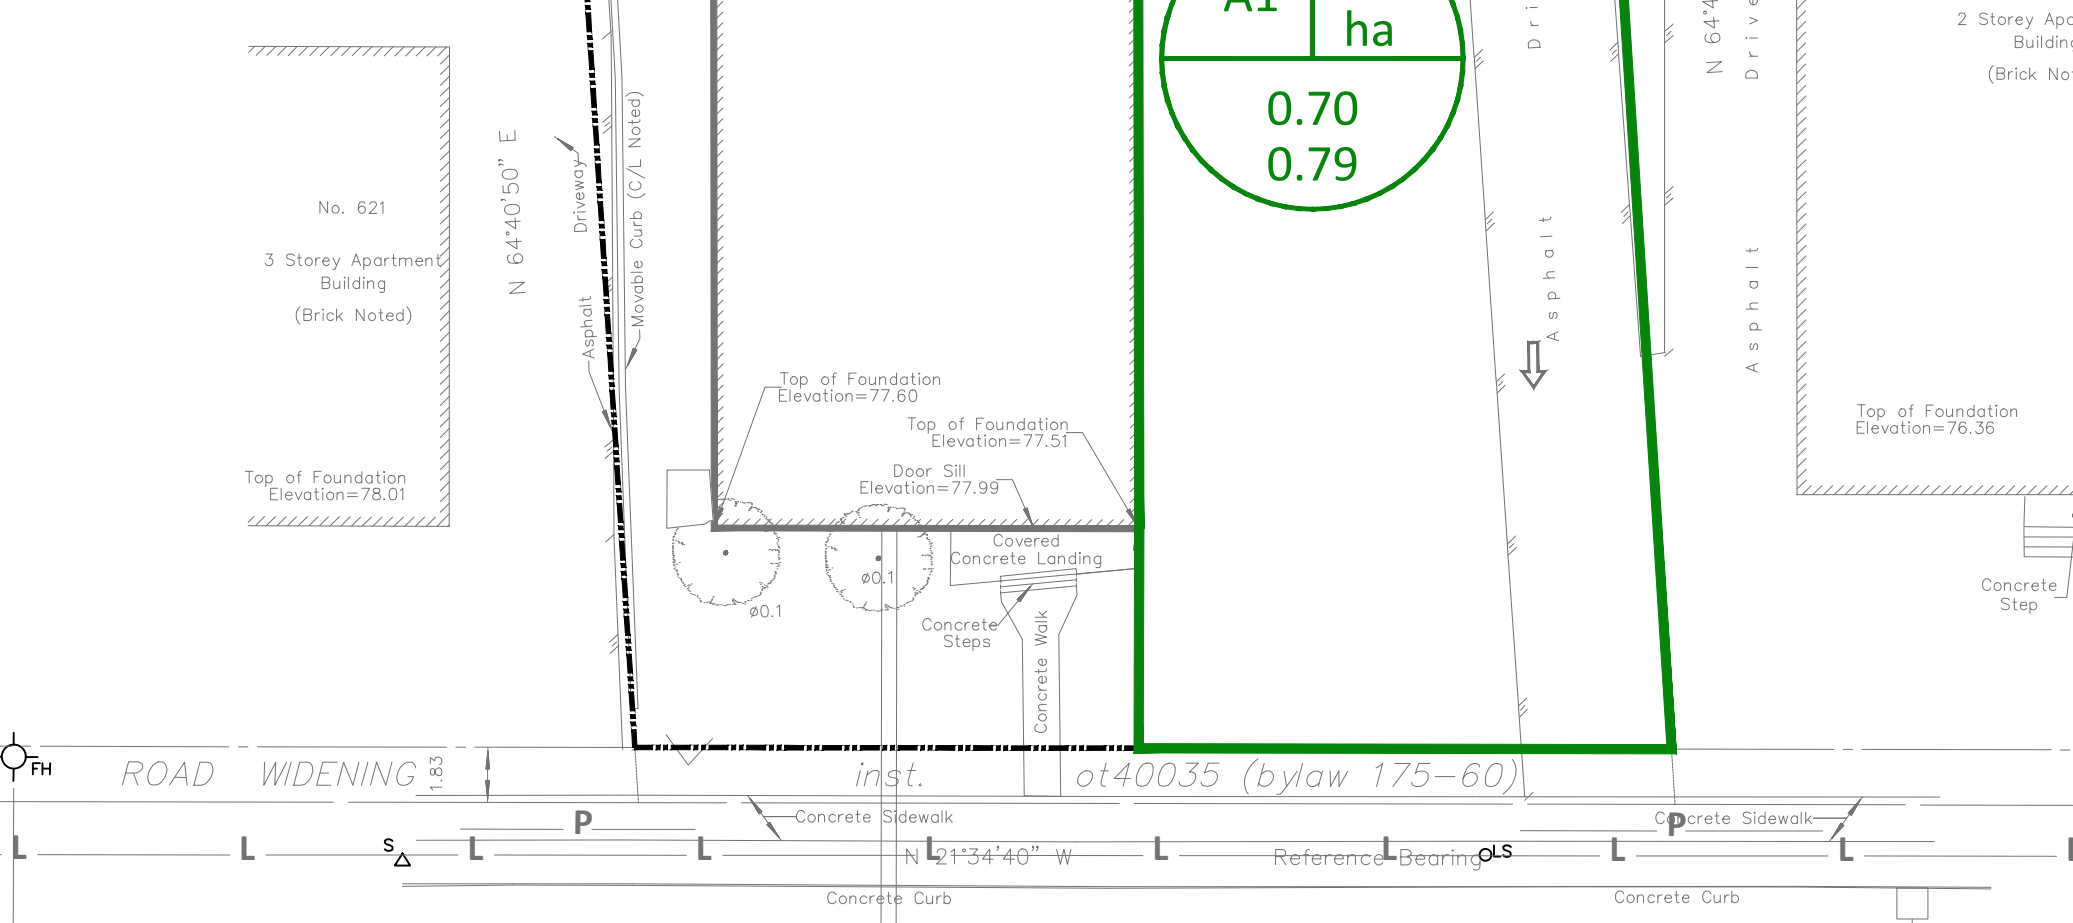 A1
ha
0.70
0.79
No. 621
3 Storey Apartment
Building
(Brick Noted)
Top of Foundation
Elevation=78.01
N 64°40'50" E
Driveway
Asphalt
Movable Curb (C/L Noted)
Top of Foundation
Elevation=77.60
Top of Foundation
Elevation=77.51
Door Sill
Elevation=77.99
Covered
Concrete Landing
ø0.1
ø0.1
Concrete
Steps
Concrete Walk
Dri
Asphalt
N 64°4
Drive
Asphalt
2 Storey Apa
Building
(Brick No
Top of Foundation
Elevation=76.36
Concrete
Step
FH
ROAD WIDENING
1.83
inst. ot40035 (bylaw 175-60)
P
Concrete Sidewalk
P
Concrete Sidewalk
L
L
S
L
L
L
L
L
LS
L
L
N 21°34'40" W
Reference Bearing
Concrete Curb
Concrete Curb